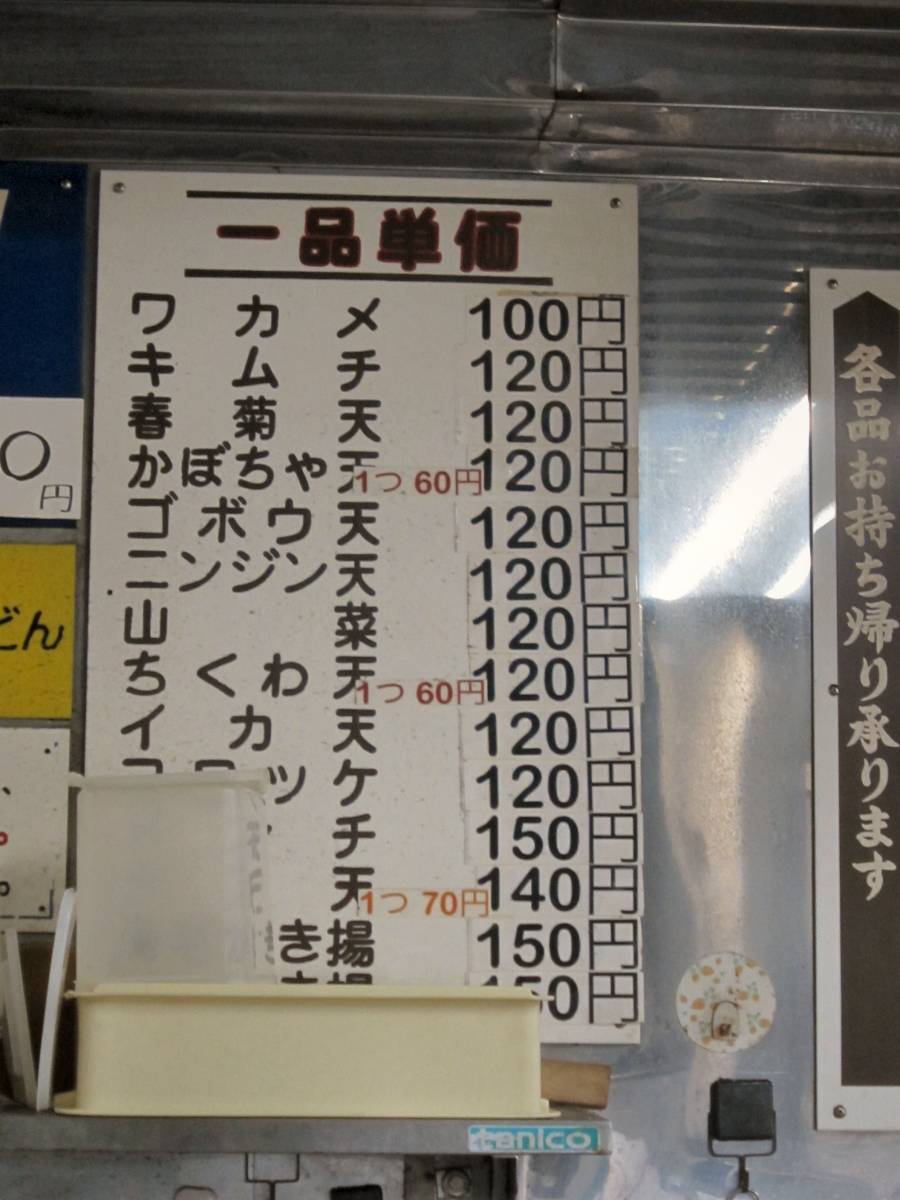 一品単価
ワカメ 100円
キムチ 120円
春菊天 120円
かぼちゃ 1つ 60円 120円
ゴボウ天 120円
ニンジン天 120円
山菜 120円
ちくわ天 1つ 60円 120円
イカ天 120円
ッケ 120円
チ 150円
天 1つ 70円 140円
き揚 150円
50円
各品お持ち帰り承ります
0
円
どん
tanico